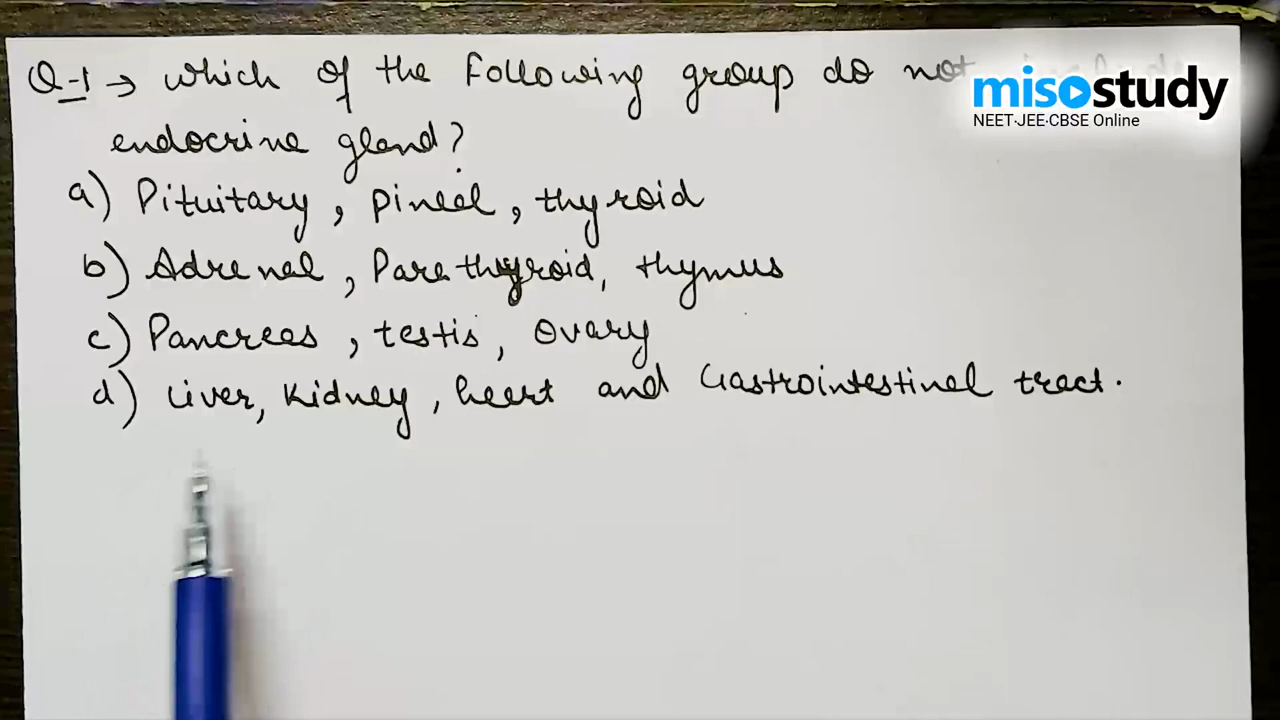 Q-1 → which of the following group do not
endocrine gland?
a) Pituitary, pineal, thyroid
b) Adrenal, Parathyroid, thymus
c) Pancreas, testis, Ovary
d) Liver, kidney, heart and Gastrointestinal tract.
misostudy
NEET·JEE·CBSE Online